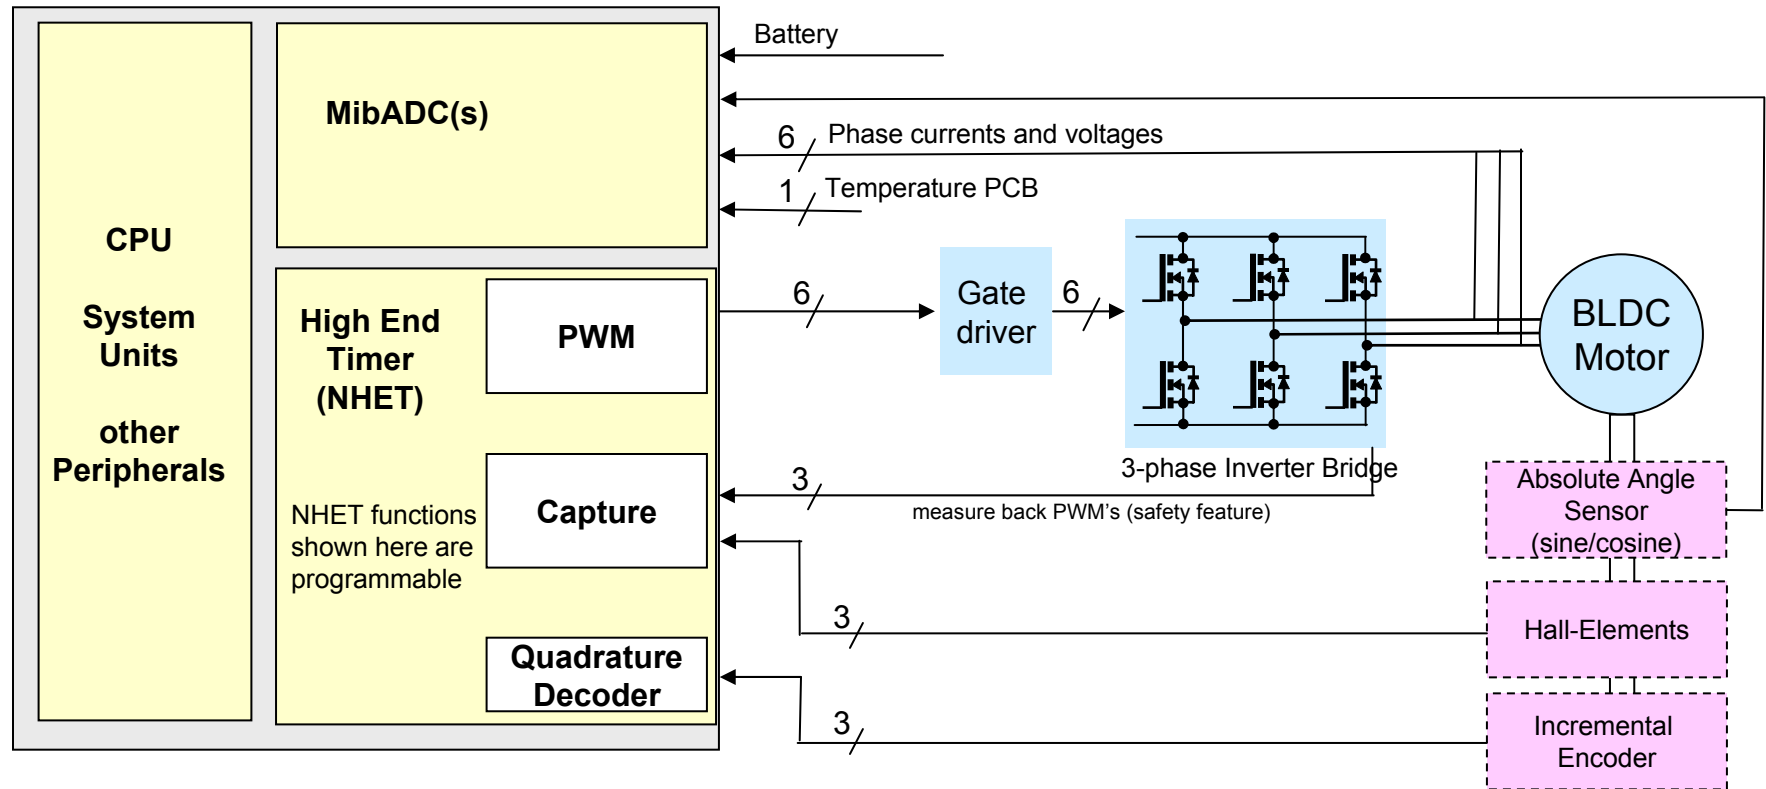 CPU
System
Units
other
Peripherals
MibADC(s)
High End
Timer
(NHET)
NHET functions
shown here are
programmable
PWM
Capture
Quadrature
Decoder
Battery
6 Phase currents and voltages
1 Temperature PCB
6
Gate
driver
6
3-phase Inverter Bridge
BLDC
Motor
3
measure back PWM's (safety feature)
Absolute Angle
Sensor
(sine/cosine)
3
Hall-Elements
3
Incremental
Encoder